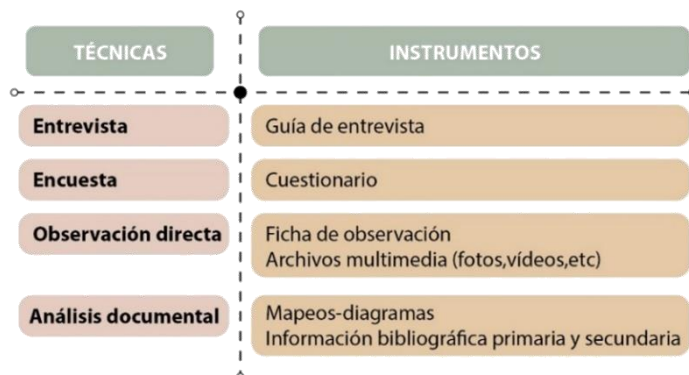 TÉCNICAS
INSTRUMENTOS
Entrevista
Guía de entrevista
Encuesta
Cuestionario
Observación directa
Ficha de observación
Archivos multimedia (fotos,vídeos,etc)
Análisis documental
Mapeos-diagramas
Información bibliográfica primaria y secundaria